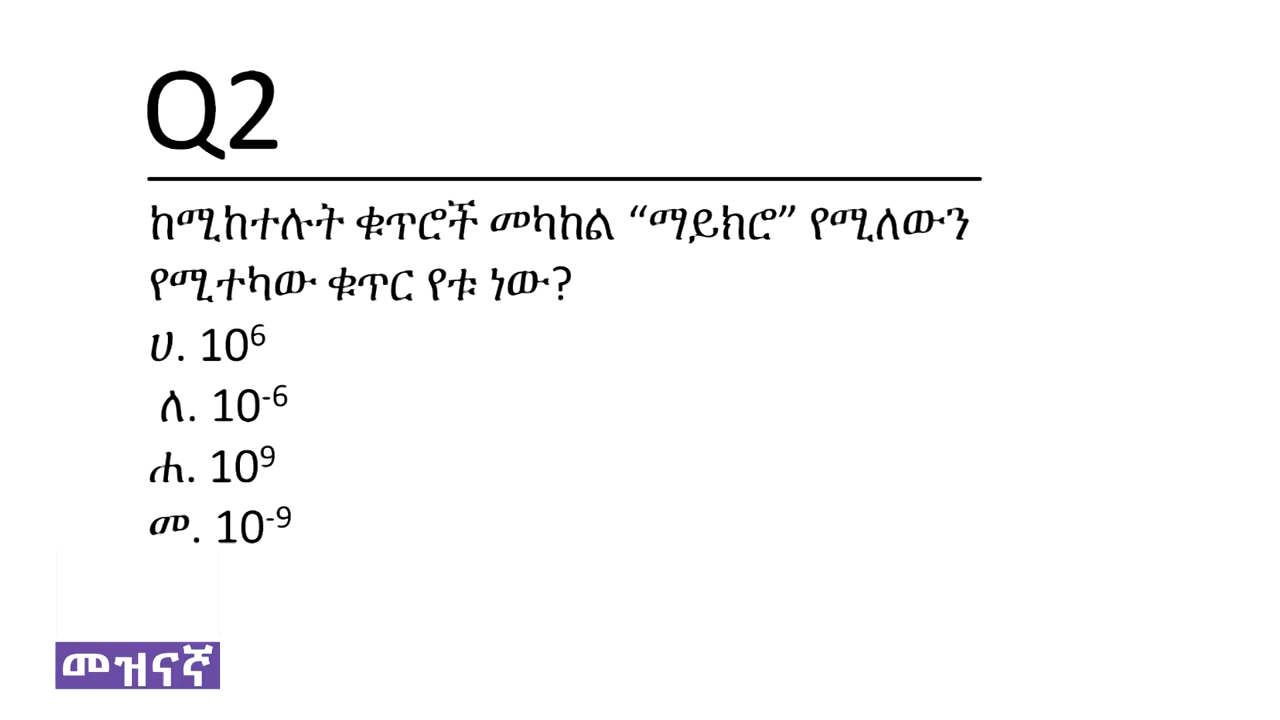 Q2
ከሚከተሉት ቁጥሮች መካከል “ማይክሮ” የሚለውን
የሚተካው ቁጥር የቱ ነው?
ሀ. 10⁶
ለ. 10⁻⁶
ሐ. 10⁹
መ. 10⁻⁹
መዝናኛ